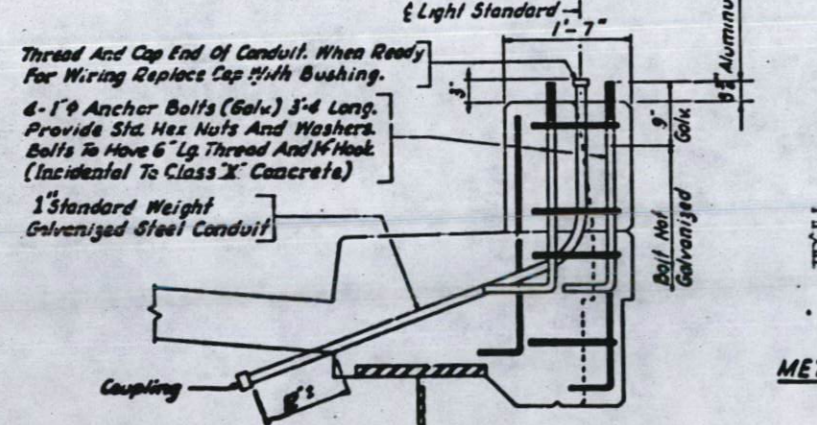 ℄ Light Standard
1'-7"
Thread And Cap End Of Conduit. When Ready
For Wiring Replace Cap With Bushing.
3"
4-1"φ Anchor Bolts (Galv.) 3'-4 Long.
Provide Std. Hex Nuts And Washers.
Bolts To Have 6" Lg. Thread And Hook
(Incidental To Class "X" Concrete)
1" Standard Weight
Galvanized Steel Conduit
9"
Galv.
Bolt Not
Galvanized
Aluminu
Coupling
MET